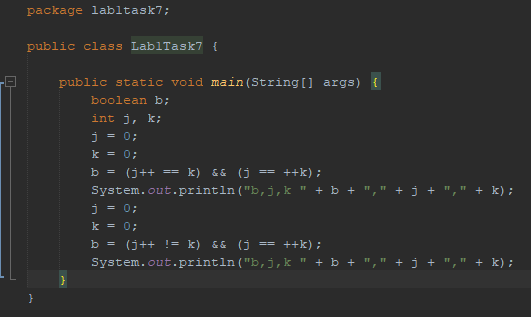 package lab1task7;
public class Lab1Task7 {
public static void main(String[] args) {
boolean b;
int j, k;
j = 0;
k = 0;
b = (j++ == k) && (j == ++k);
System.out.println("b,j,k " + b + "," + j + "," + k);
j = 0;
k = 0;
b = (j++ != k) && (j == ++k);
System.out.println("b,j,k " + b + "," + j + "," + k);
}
}